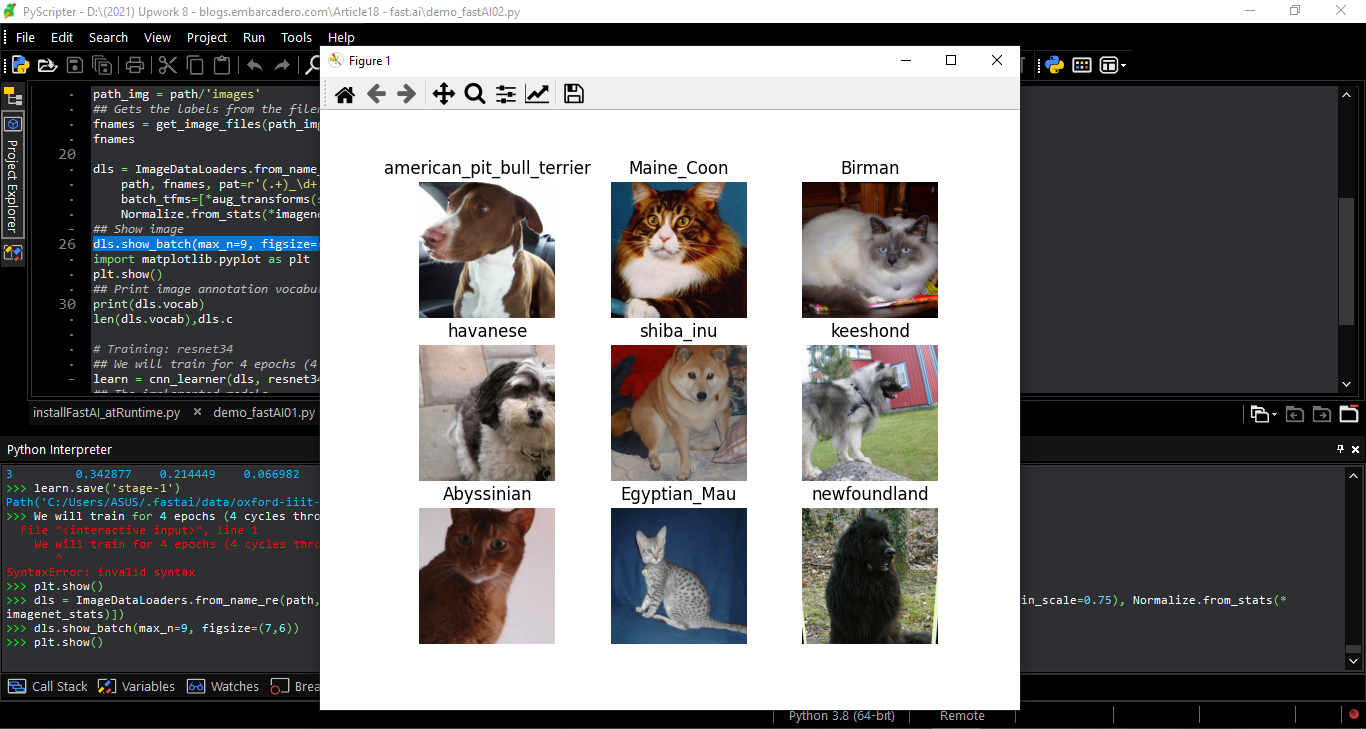 PyScripter - D:\(2021) Upwork 8 - blogs.embarcadero.com\Article18 - fast.ai\demo_fastAI02.py
File Edit Search View Project Run Tools Help
Project Explorer
path_img = path/'images'
## Gets the labels from the
fnames = get_image_files(path_im
fnames
20
dls = ImageDataLoaders.from_name_
path, fnames, pat=r'(.+)_\d+
batch_tfms=[*aug_transforms(
Normalize.from_stats(*imagen
## Show image
26 dls.show_batch(max_n=9, figsize=
import matplotlib.pyplot as plt
plt.show()
## Print image annotation
30 print(dls.vocab)
len(dls.vocab),dls.c
# Training: resnet34
## We will train for 4 epochs (4
learn = cnn_learner(dls, resnet34
installFastAI_atRuntime.py × demo_fastAI01.py
Figure 1
american_pit_bull_terrier Maine_Coon Birman
havanese shiba_inu keeshond
Abyssinian Egyptian_Mau newfoundland
Python Interpreter
3 0.342877 0.214449 0.066982
>>> learn.save('stage-1')
Path('C:/Users/ASUS/.fastai/data/oxford-iiit-
>>> We will train for 4 epochs (4 cycles thro
File "<interactive input>", line 1
We will train for 4 epochs (4 cycles thro
^
SyntaxError: invalid syntax
>>> plt.show()
>>> dls = ImageDataLoaders.from_name_re(path, in_scale=0.75), Normalize.from_stats(*
imagenet_stats)])
>>> dls.show_batch(max_n=9, figsize=(7,6))
>>> plt.show()
Call Stack Variables Watches Brea
Python 3.8 (64-bit) Remote